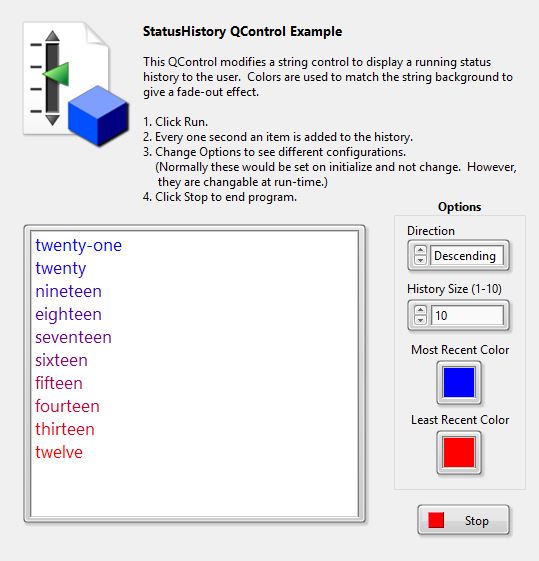 StatusHistory QControl Example
This QControl modifies a string control to display a running status
history to the user.  Colors are used to match the string background to
give a fade-out effect.
1. Click Run.
2. Every one second an item is added to the history.
3. Change Options to see different configurations.
(Normally these would be set on initialize and not change.  However,
they are changable at run-time.)
4. Click Stop to end program.
twenty-one
twenty
nineteen
eighteen
seventeen
sixteen
fifteen
fourteen
thirteen
twelve
Options
Direction
Descending
History Size (1-10)
10
Most Recent Color
Least Recent Color
Stop